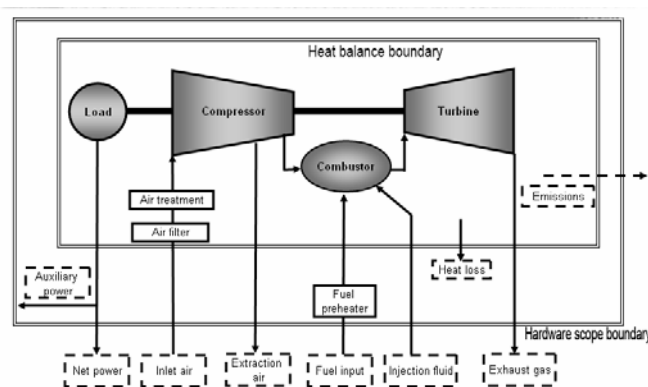 Heat balance boundary
Load
Compressor
Turbine
Combustor
Air treatment
Air filter
Emissions
Auxiliary
power
Heat loss
Fuel
preheater
Hardware scope boundary
Net power
Inlet air
Extraction
air
Fuel input
Injection fluid
Exhaust gas